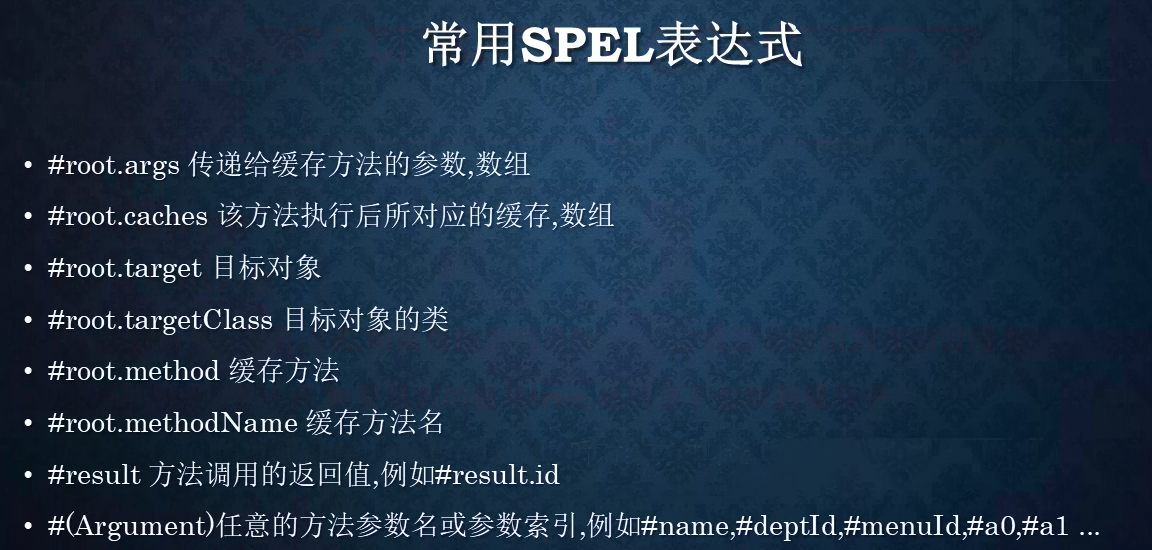 常用SPEL表达式
• #root.args 传递给缓存方法的参数,数组
• #root.caches 该方法执行后所对应的缓存,数组
• #root.target 目标对象
• #root.targetClass 目标对象的类
• #root.method 缓存方法
• #root.methodName 缓存方法名
• #result 方法调用的返回值,例如#result.id
• #(Argument)任意的方法参数名或参数索引,例如#name,#deptId,#menuId,#a0,#a1 ...